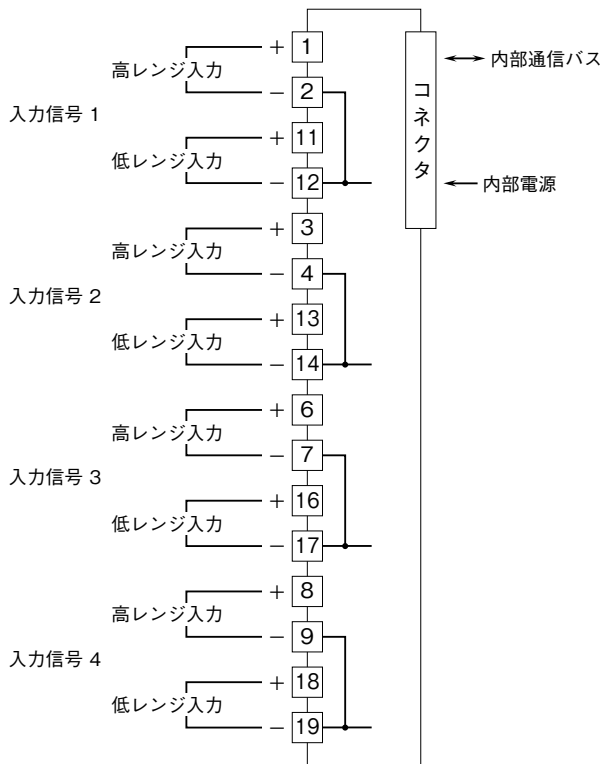 + 1
高レンジ入力
− 2
入力信号 1
+ 11
低レンジ入力
− 12
+ 3
高レンジ入力
− 4
入力信号 2
+ 13
低レンジ入力
− 14
+ 6
高レンジ入力
− 7
入力信号 3
+ 16
低レンジ入力
− 17
+ 8
高レンジ入力
− 9
入力信号 4
+ 18
低レンジ入力
− 19
コネクタ
内部通信バス
内部電源